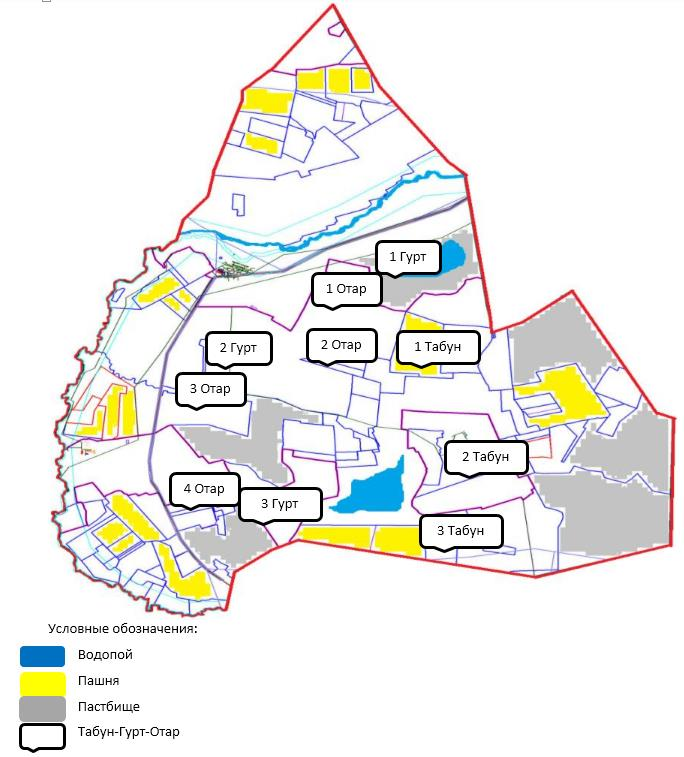 1 Гурт
1 Отар
2 Гурт
2 Отар
1 Табун
3 Отар
2 Табун
4 Отар
3 Гурт
3 Табун
Условные обозначения:
Водопой
Пашня
Пастбище
Табун-Гурт-Отар